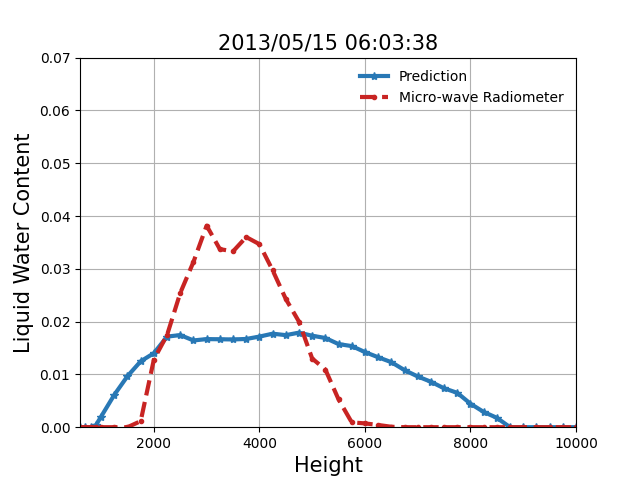 2013/05/15 06:03:38
Prediction
Micro-wave Radiometer
Liquid Water Content
0.07
0.06
0.05
0.04
0.03
0.02
0.01
0.00
2000 4000 6000 8000 10000
Height